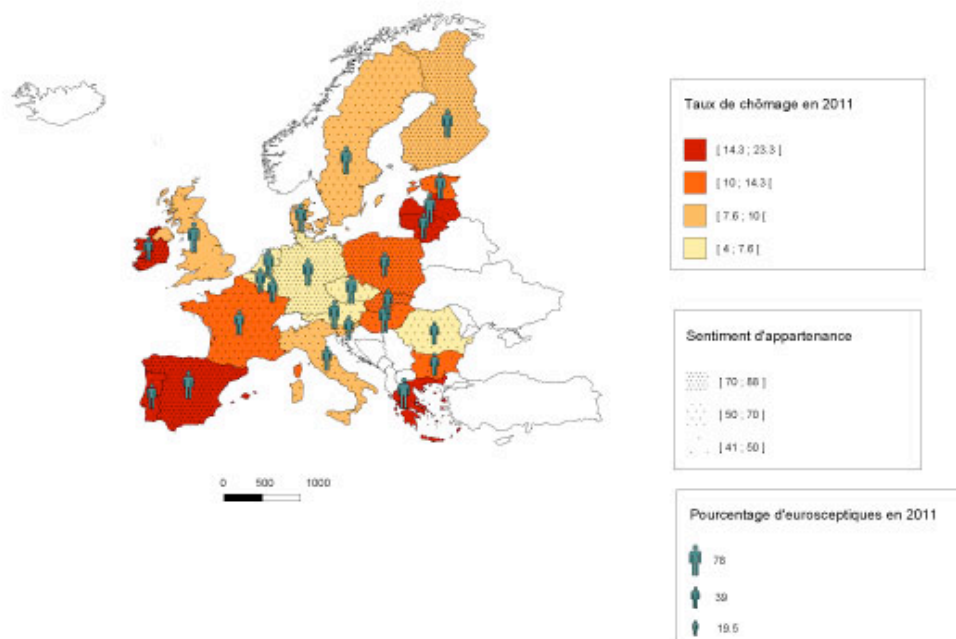 Taux de chômage en 2011
[ 14.3 ; 23.3 ]
[ 10 ; 14.3 [
[ 7.6 ; 10 [
[ 4 ; 7.6 [
Sentiment d'appartenance
[ 70 ; 88 ]
[ 50 ; 70 [
[ 41 ; 50 [
0 500 1000
Pourcentage d'eurosceptiques en 2011
78
39
19.5